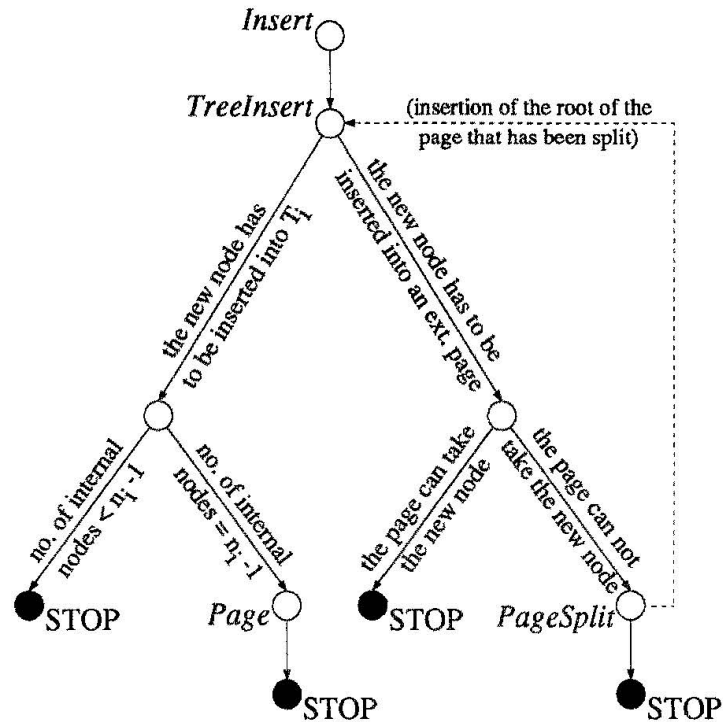 Insert
TreeInsert
(insertion of the root of the
page that has been split)
the new node has
to be inserted into T_i
the new node has to be
inserted into an ext. page
no. of internal
nodes < n_i -1
no. of internal
nodes = n_i -1
the page can take
the new node
the page can not
take the new node
STOP
Page
STOP
PageSplit
STOP
STOP